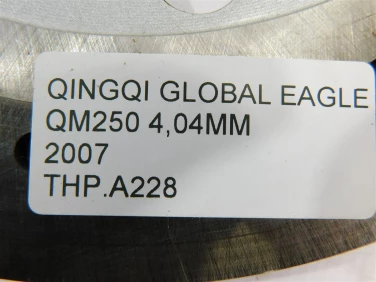 QINGQI GLOBAL EAGLE
QM250 4,04MM
2007
THP.A228